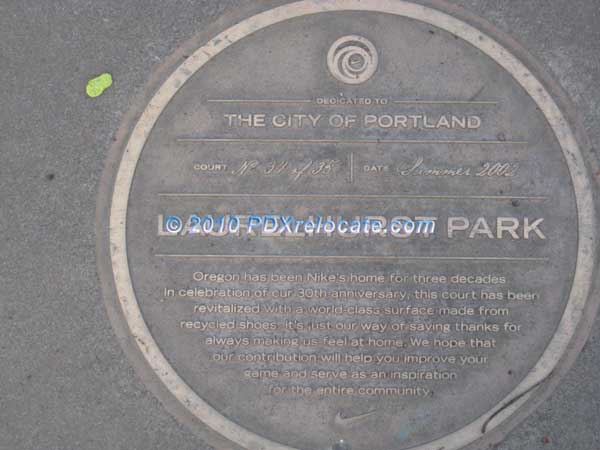 DEDICATED TO
THE CITY OF PORTLAND
COURT Nº 31 of 35 DATE Summer 2002
LAURELHURST PARK
© 2010 PDXrelocate.com
Oregon has been Nike's home for three decades.
In celebration of our 30th anniversary, this court has been
revitalized with a world-class surface made from
recycled shoes. It's just our way of saying thanks for
always making us feel at home. We hope that
our contribution will help you improve your
game and serve as an inspiration
for the entire community.